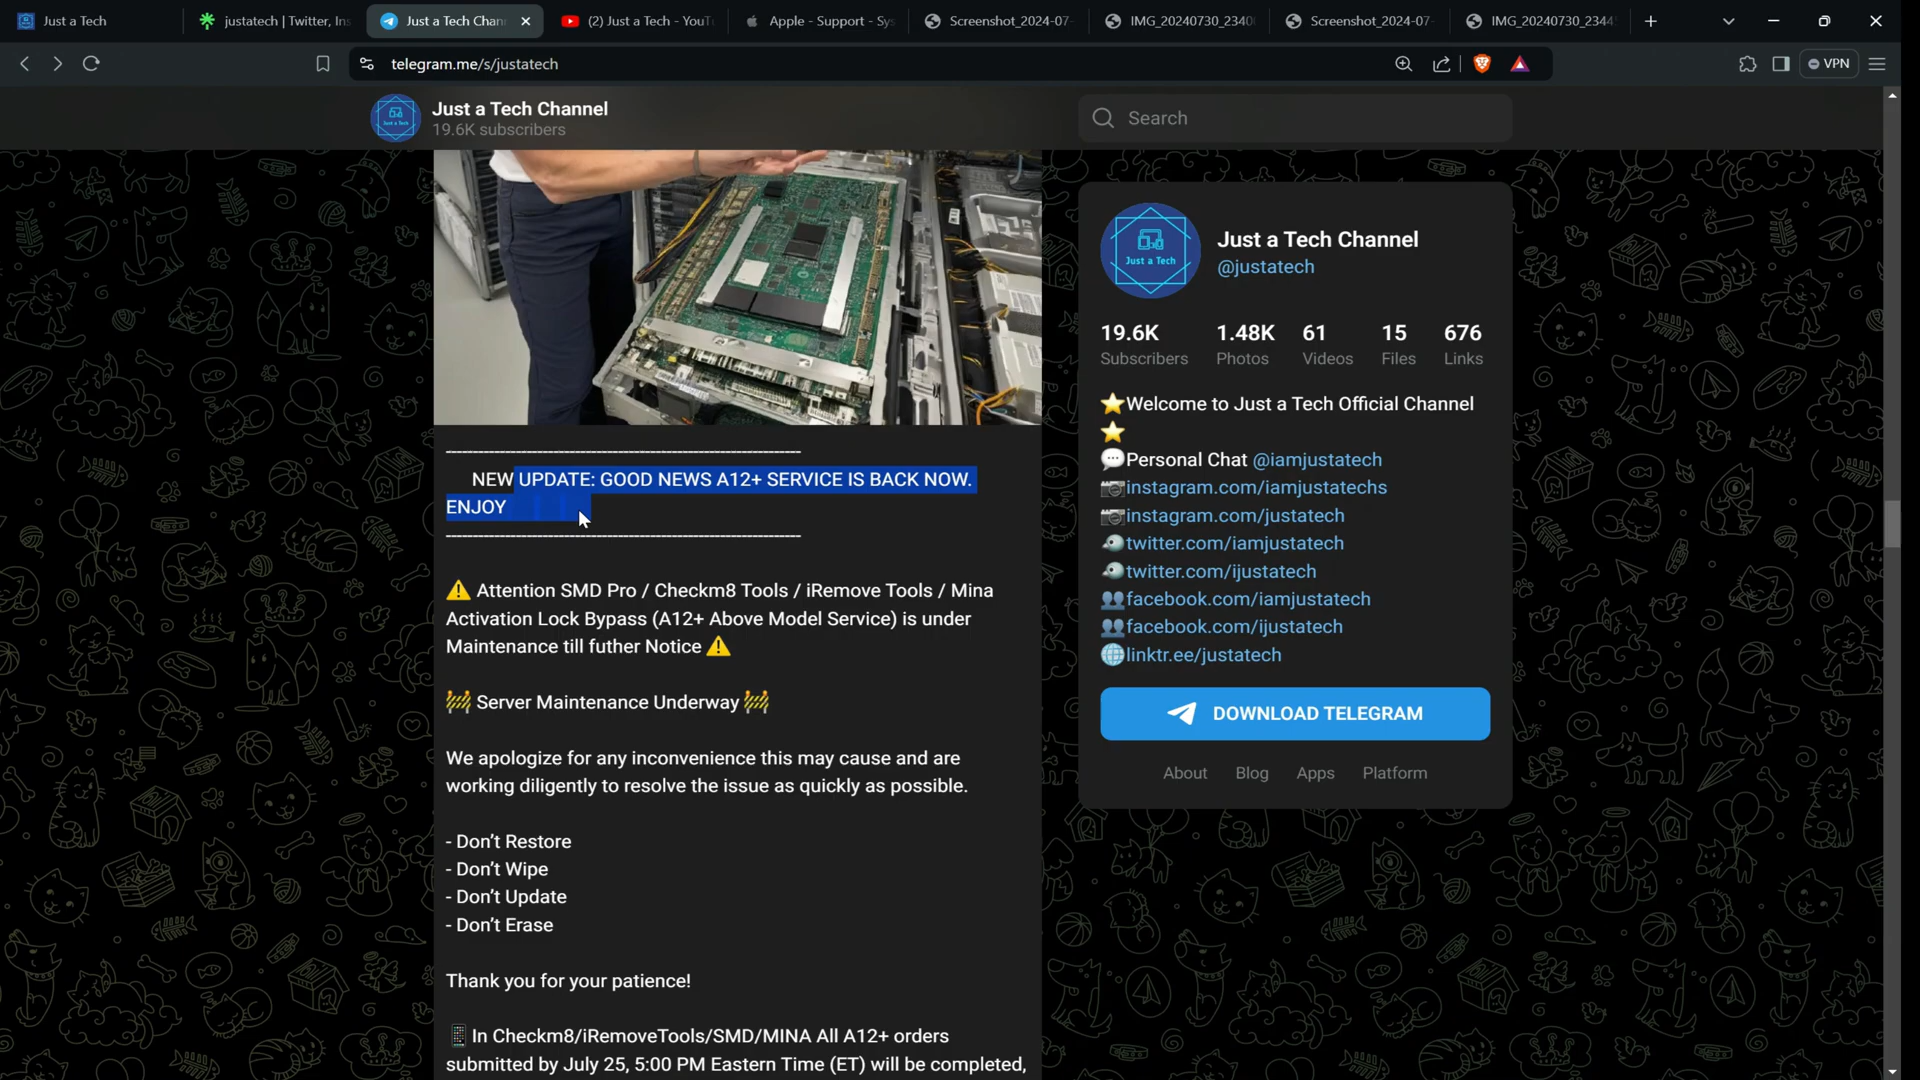 Just a Tech
justatech | Twitter, Ins
Just a Tech Chan
(2) Just a Tech - YouTu
Apple - Support - Sys
Screenshot_2024-07-
IMG_20240730_2340
Screenshot_2024-07-
IMG_20240730_2344
telegram.me/s/justatech
VPN
Just a Tech Channel
19.6K subscribers
Search
NEW UPDATE: GOOD NEWS A12+ SERVICE IS BACK NOW.
ENJOY
⚠️ Attention SMD Pro / Checkm8 Tools / iRemove Tools / Mina
Activation Lock Bypass (A12+ Above Model Service) is under
Maintenance till futher Notice ⚠️
🚧 Server Maintenance Underway 🚧
We apologize for any inconvenience this may cause and are
working diligently to resolve the issue as quickly as possible.
- Don't Restore
- Don't Wipe
- Don't Update
- Don't Erase
Thank you for your patience!
📱In Checkm8/iRemoveTools/SMD/MINA All A12+ orders
submitted by July 25, 5:00 PM Eastern Time (ET) will be completed,
Just a Tech
Just a Tech Channel
@justatech
19.6K 1.48K 61 15 676
Subscribers Photos Videos Files Links
⭐Welcome to Just a Tech Official Channel
⭐
💬Personal Chat @iamjustatech
📷instagram.com/iamjustatechs
📷instagram.com/justatech
twitter.com/iamjustatech
twitter.com/ijustatech
👥facebook.com/iamjustatech
👥facebook.com/ijustatech
🌐linktr.ee/justatech
DOWNLOAD TELEGRAM
About Blog Apps Platform